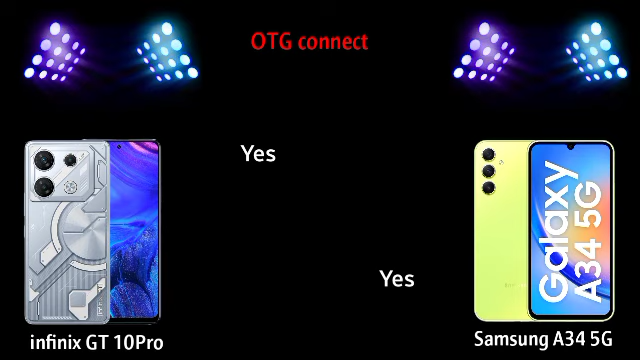 OTG connect
Yes
Yes
Galaxy
A34 5G
infinix GT 10Pro
Samsung A34 5G